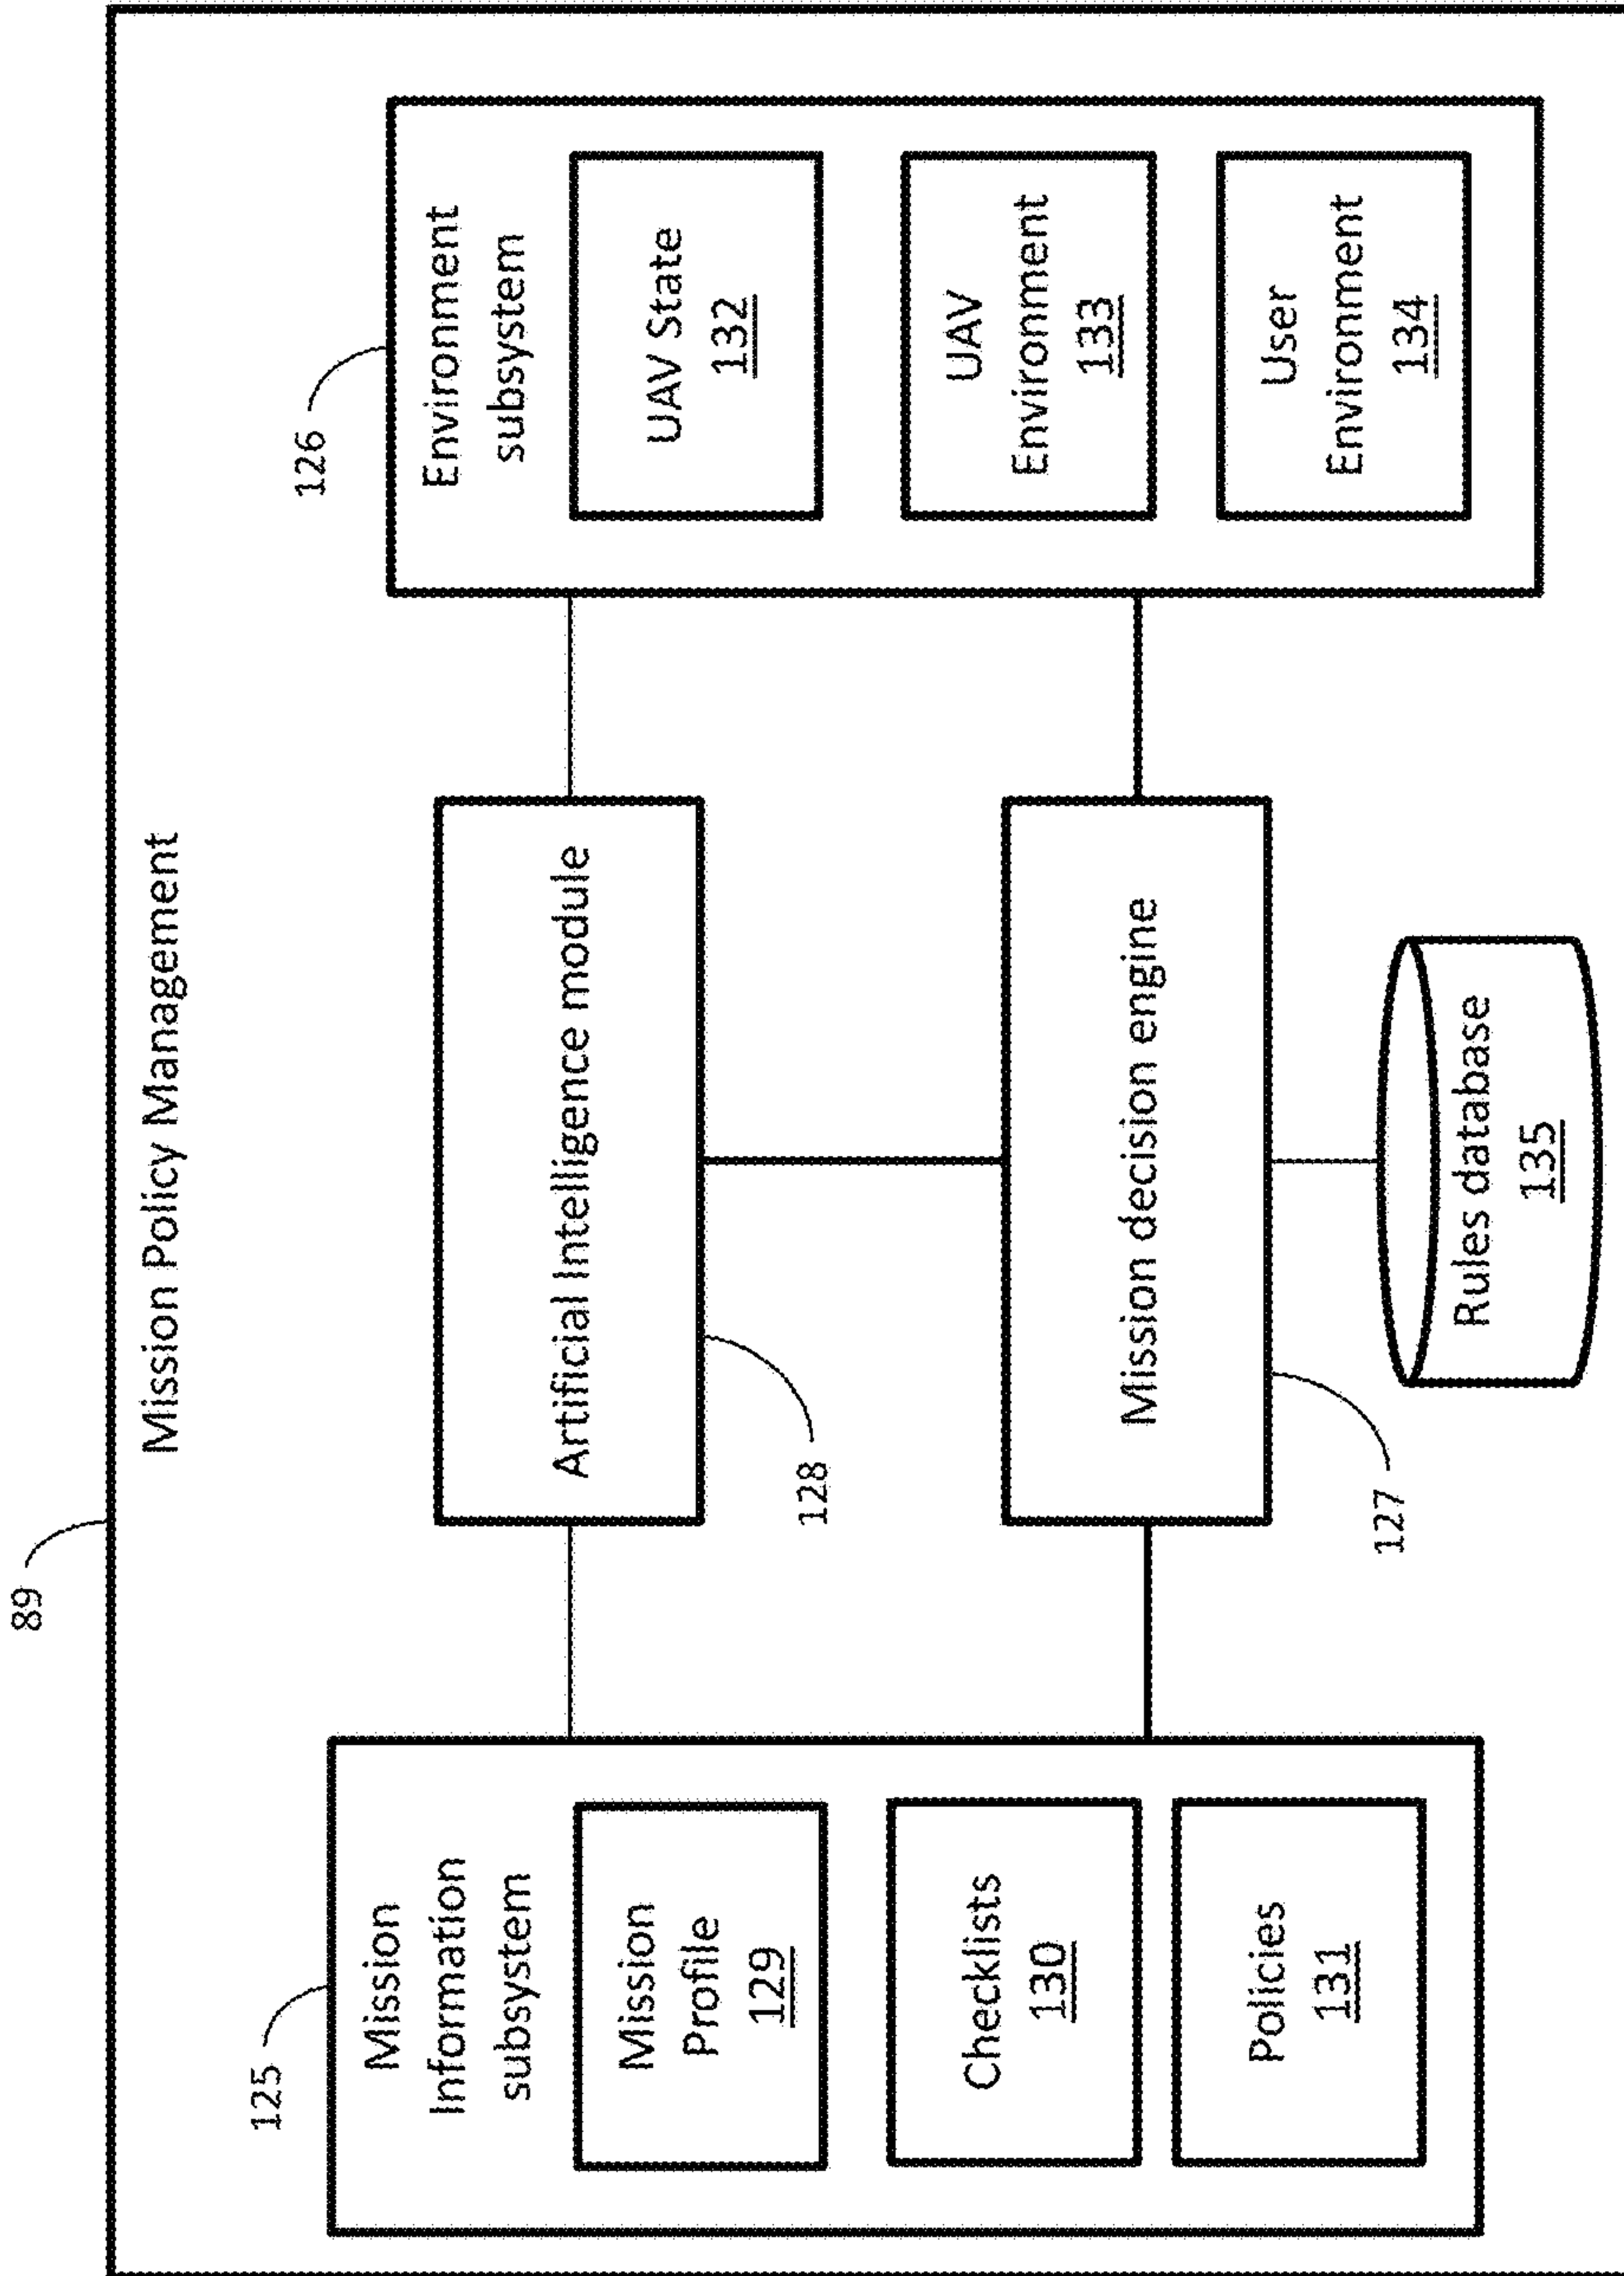 89
Mission Policy Management
125
Mission
Information
subsystem
Mission
Profile
129
Checklists
130
Policies
131
Artificial Intelligence module
128
Mission decision engine
127
Rules database
135
126
Environment
subsystem
UAV State
132
UAV
Environment
133
User
Environment
134